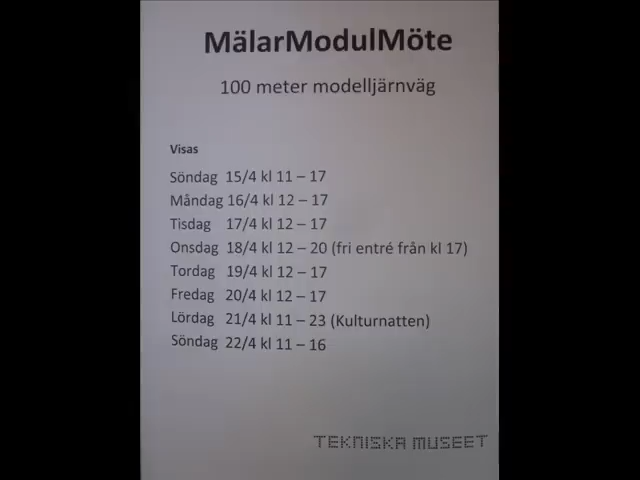 MälarModulMöte
100 meter modelljärnväg
Visas
Söndag 15/4 kl 11 – 17
Måndag 16/4 kl 12 – 17
Tisdag 17/4 kl 12 – 17
Onsdag 18/4 kl 12 – 20 (fri entré från kl 17)
Tordag 19/4 kl 12 – 17
Fredag 20/4 kl 12 – 17
Lördag 21/4 kl 11 – 23 (Kulturnatten)
Söndag 22/4 kl 11 – 16
TEKNISKA MUSEET